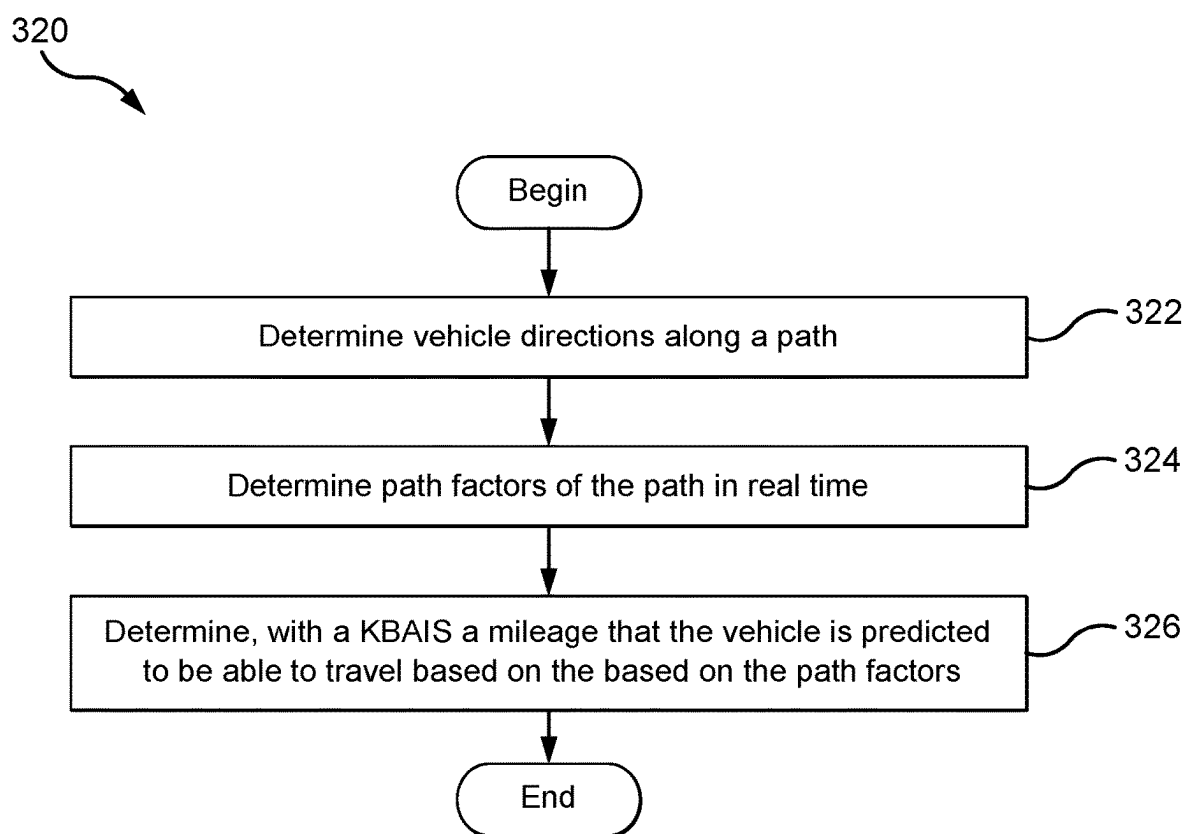 320
Begin
Determine vehicle directions along a path
322
Determine path factors of the path in real time
324
Determine, with a KBAIS a mileage that the vehicle is predicted
to be able to travel based on the based on the path factors
326
End